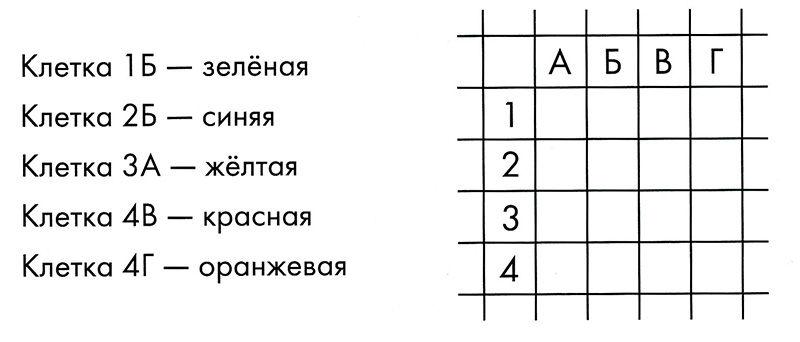 Клетка 1Б — зелёная
Клетка 2Б — синяя
Клетка 3А — жёлтая
Клетка 4В — красная
Клетка 4Г — оранжевая
А Б В Г
1
2
3
4